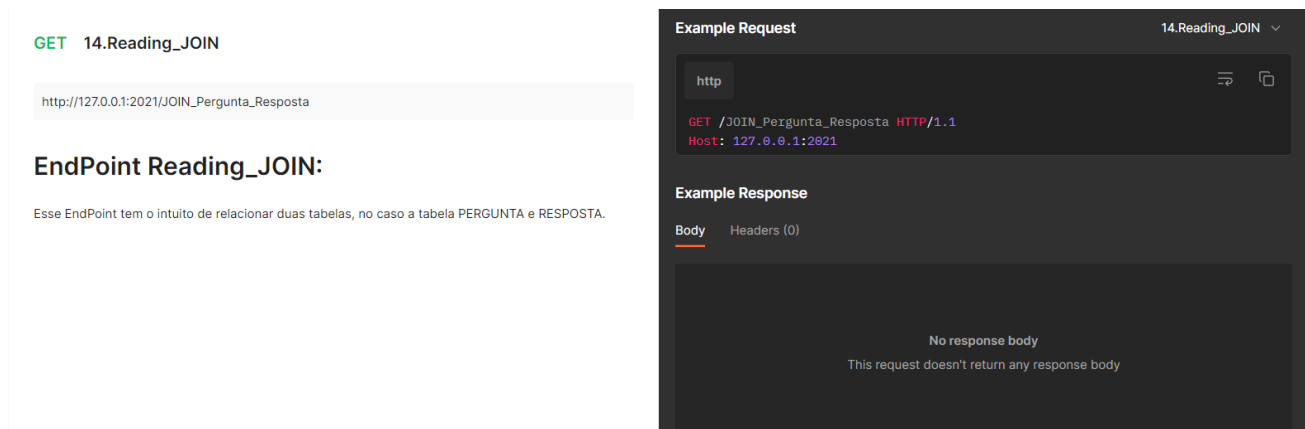 GET 14.Reading_JOIN
http://127.0.0.1:2021/JOIN_Pergunta_Resposta
EndPoint Reading_JOIN:
Esse EndPoint tem o intuito de relacionar duas tabelas, no caso a tabela PERGUNTA e RESPOSTA.
Example Request 14.Reading_JOIN
http
GET /JOIN_Pergunta_Resposta HTTP/1.1
Host: 127.0.0.1:2021
Example Response
Body Headers (0)
No response body
This request doesn't return any response body